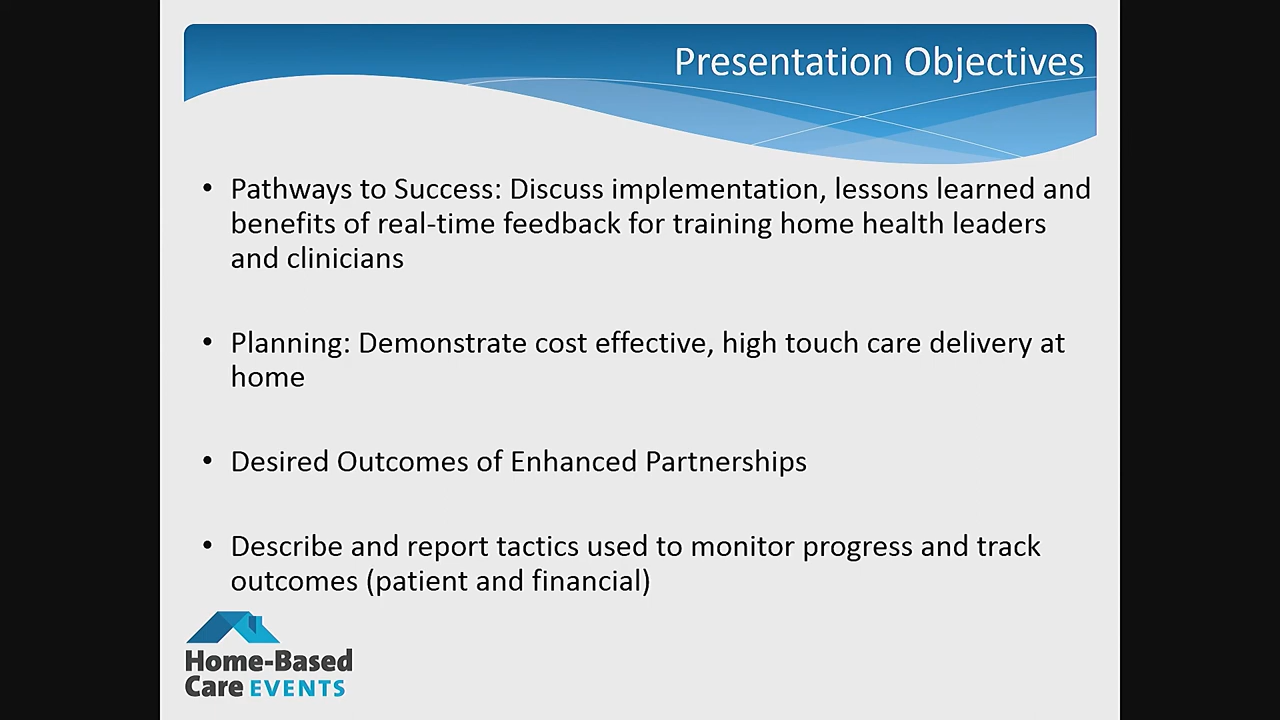 Presentation Objectives
• Pathways to Success: Discuss implementation, lessons learned and
benefits of real-time feedback for training home health leaders
and clinicians
• Planning: Demonstrate cost effective, high touch care delivery at
home
• Desired Outcomes of Enhanced Partnerships
• Describe and report tactics used to monitor progress and track
outcomes (patient and financial)
Home-Based
Care EVENTS